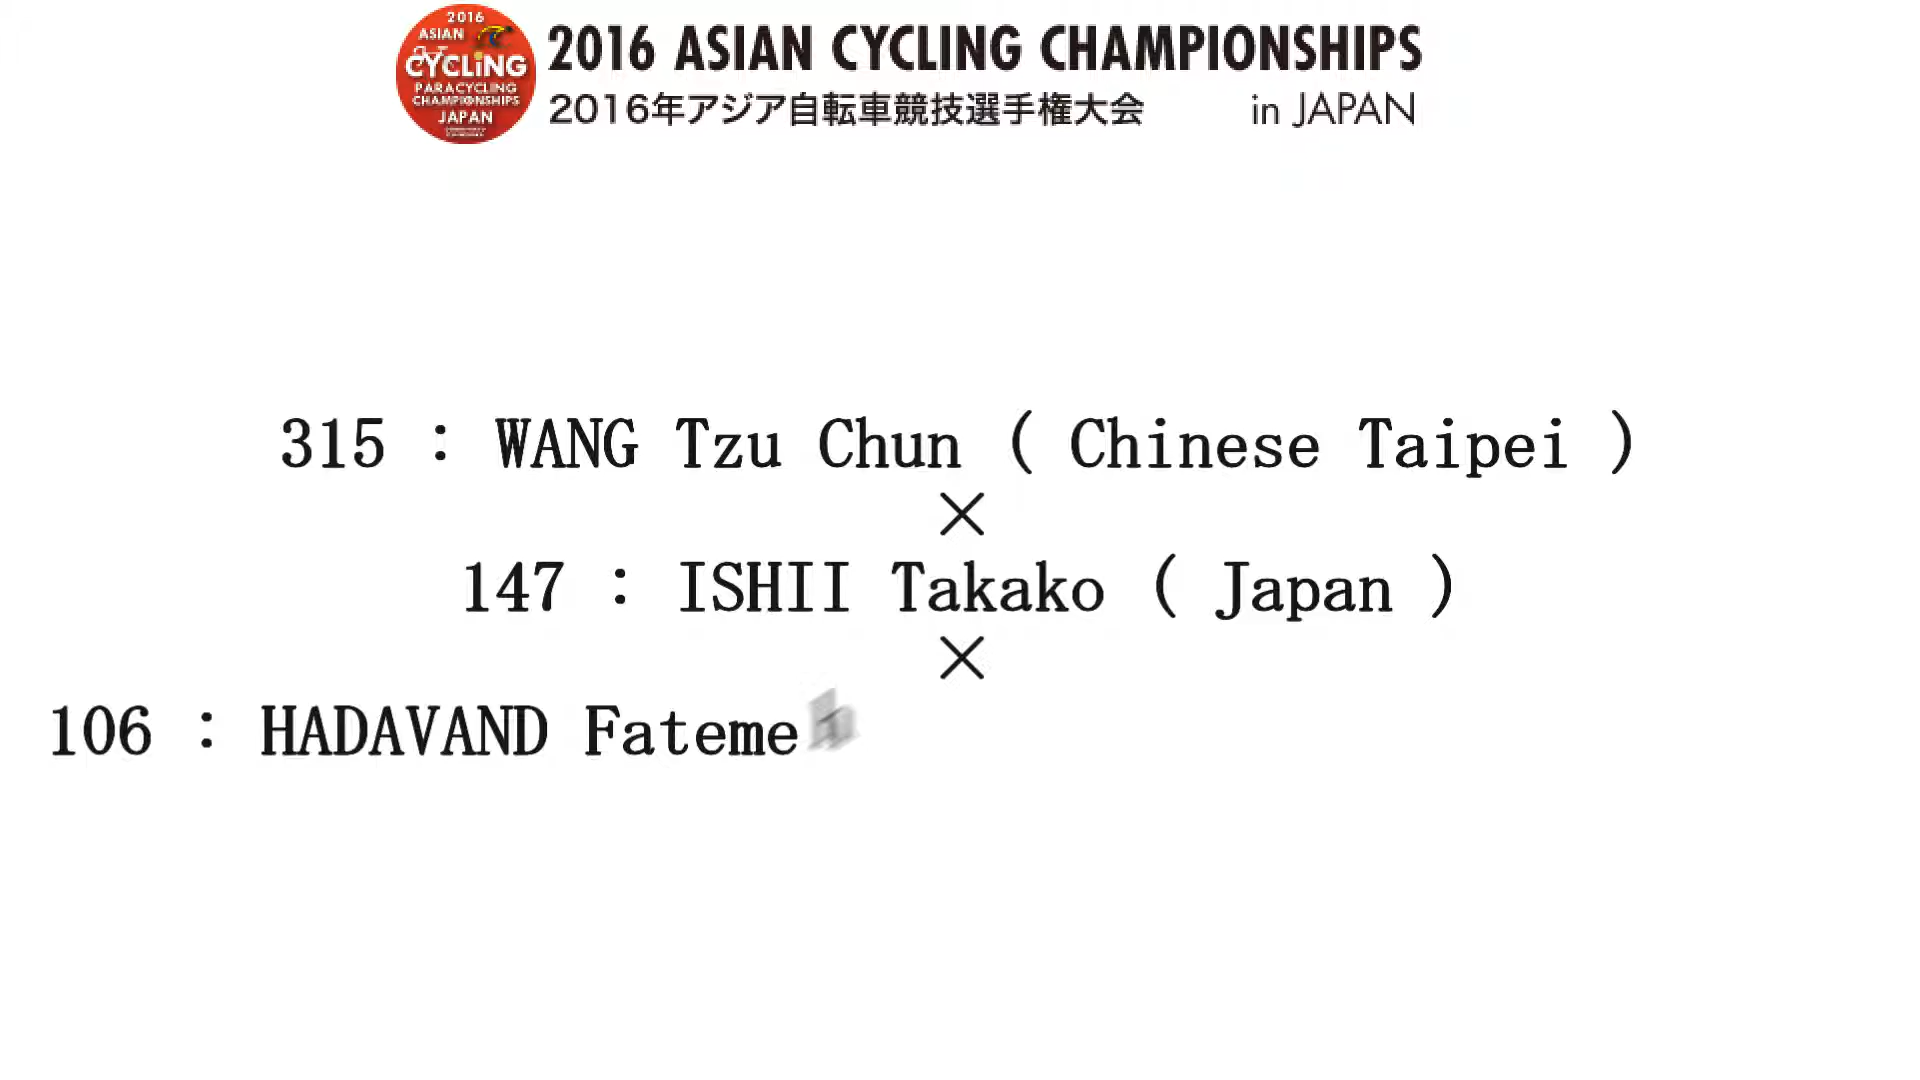 2016
ASIAN
CYCLING
PARACYCLING
CHAMPIONSHIPS
JAPAN
2016 ASIAN CYCLING CHAMPIONSHIPS
2016年アジア自転車競技選手権大会 in JAPAN
315 : WANG Tzu Chun ( Chinese Taipei )
×
147 : ISHII Takako ( Japan )
×
106 : HADAVAND Fateme